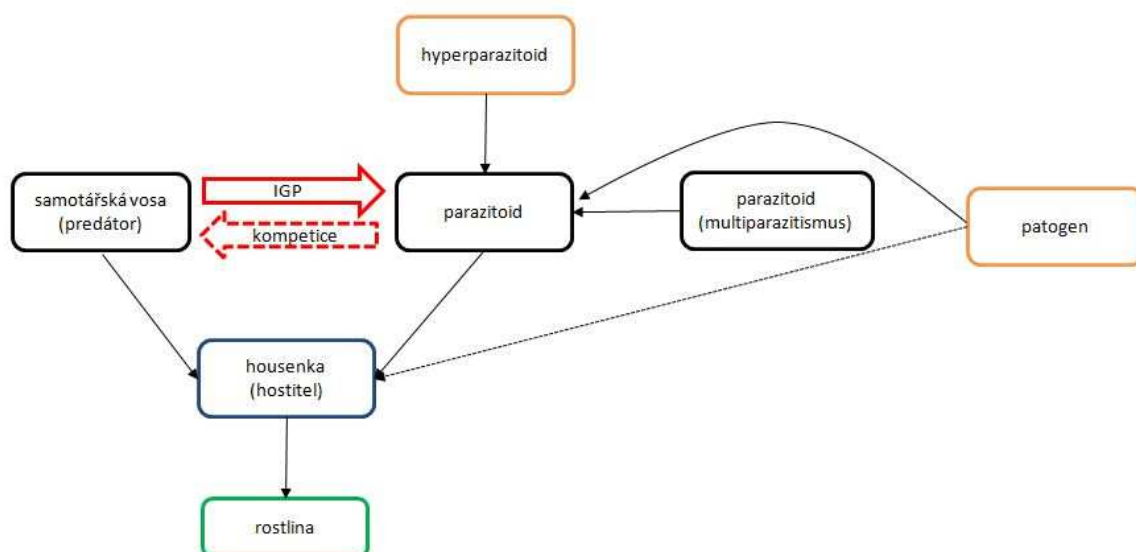 hyperparazitoid
samotářská vosa
(predátor)
IGP
kompetice
parazitoid
parazitoid
(multiparazitismus)
patogen
housenka
(hostitel)
rostlina